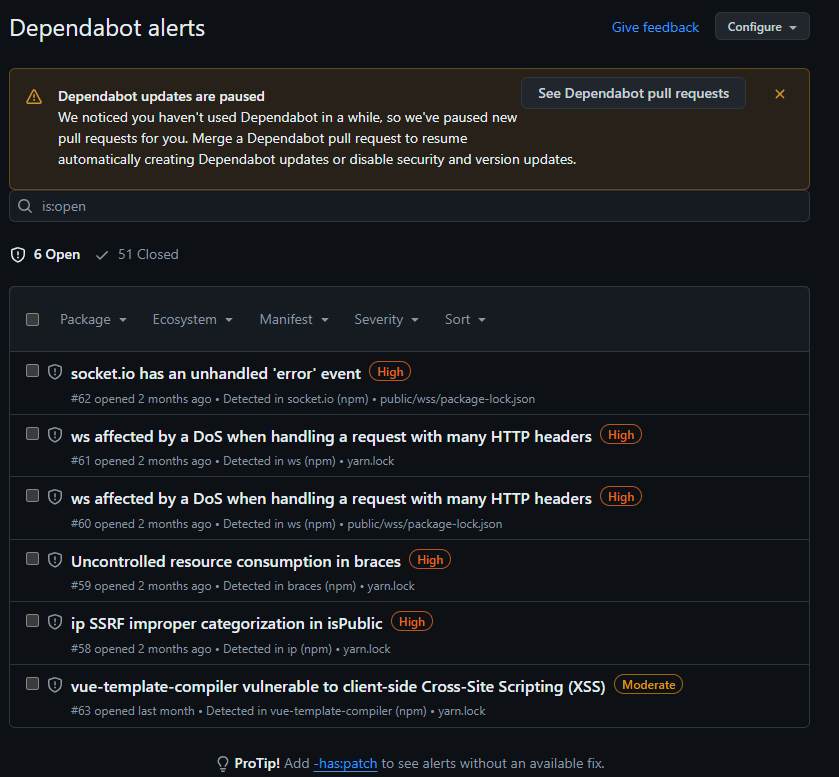 Dependabot alerts
Give feedback
Configure
Dependabot updates are paused
See Dependabot pull requests
We noticed you haven't used Dependabot in a while, so we've paused new
pull requests for you. Merge a Dependabot pull request to resume
automatically creating Dependabot updates or disable security and version updates.
is:open
6 Open
51 Closed
Package
Ecosystem
Manifest
Severity
Sort
socket.io has an unhandled 'error' event High
#62 opened 2 months ago • Detected in socket.io (npm) • public/wss/package-lock.json
ws affected by a DoS when handling a request with many HTTP headers High
#61 opened 2 months ago • Detected in ws (npm) • yarn.lock
ws affected by a DoS when handling a request with many HTTP headers High
#60 opened 2 months ago • Detected in ws (npm) • public/wss/package-lock.json
Uncontrolled resource consumption in braces High
#59 opened 2 months ago • Detected in braces (npm) • yarn.lock
ip SSRF improper categorization in isPublic High
#58 opened 2 months ago • Detected in ip (npm) • yarn.lock
vue-template-compiler vulnerable to client-side Cross-Site Scripting (XSS) Moderate
#63 opened last month • Detected in vue-template-compiler (npm) • yarn.lock
ProTip! Add -has:patch to see alerts without an available fix.